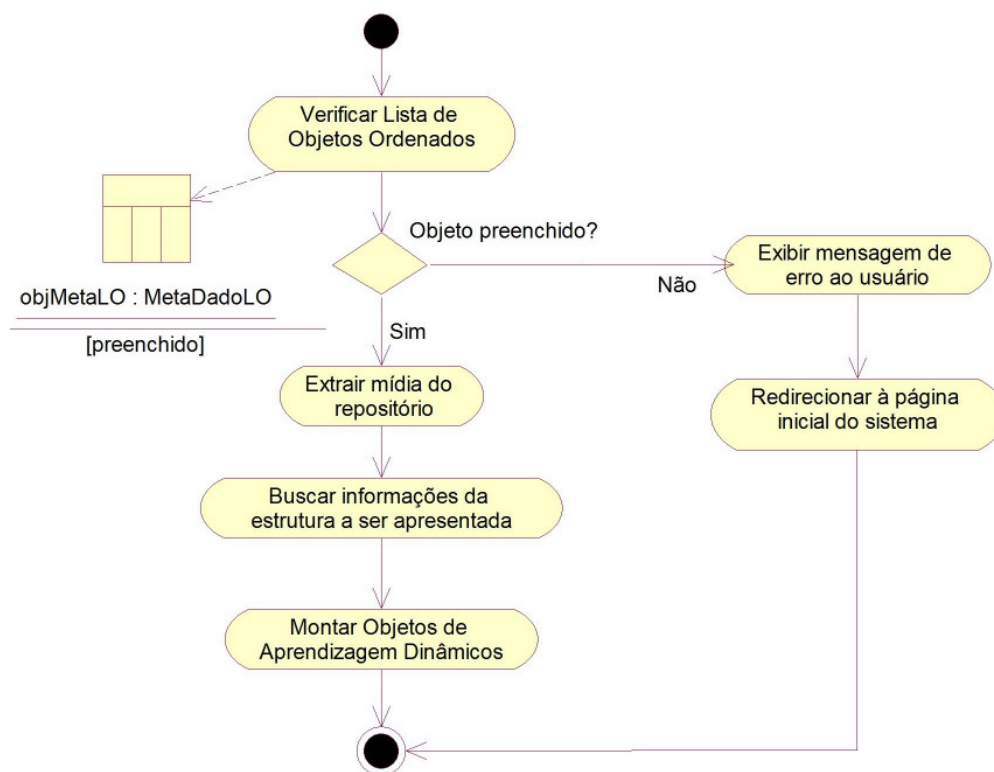 Verificar Lista de
Objetos Ordenados
Objeto preenchido?
Exibir mensagem de
erro ao usuário
Não
objMetaLO : MetaDadoLO
[preenchido]
Sim
Extrair mídia do
repositório
Redirecionar à página
inicial do sistema
Buscar informações da
estrutura a ser apresentada
Montar Objetos de
Aprendizagem Dinâmicos